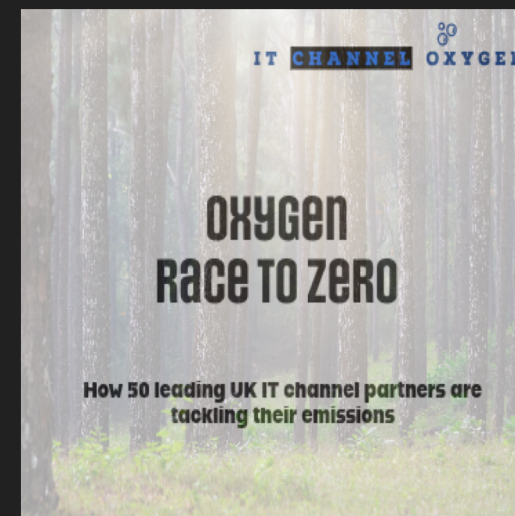 IT CHANNEL OXYGEN
OXYGEN
RACE TO ZERO
How 50 leading UK IT channel partners are
tackling their emissions